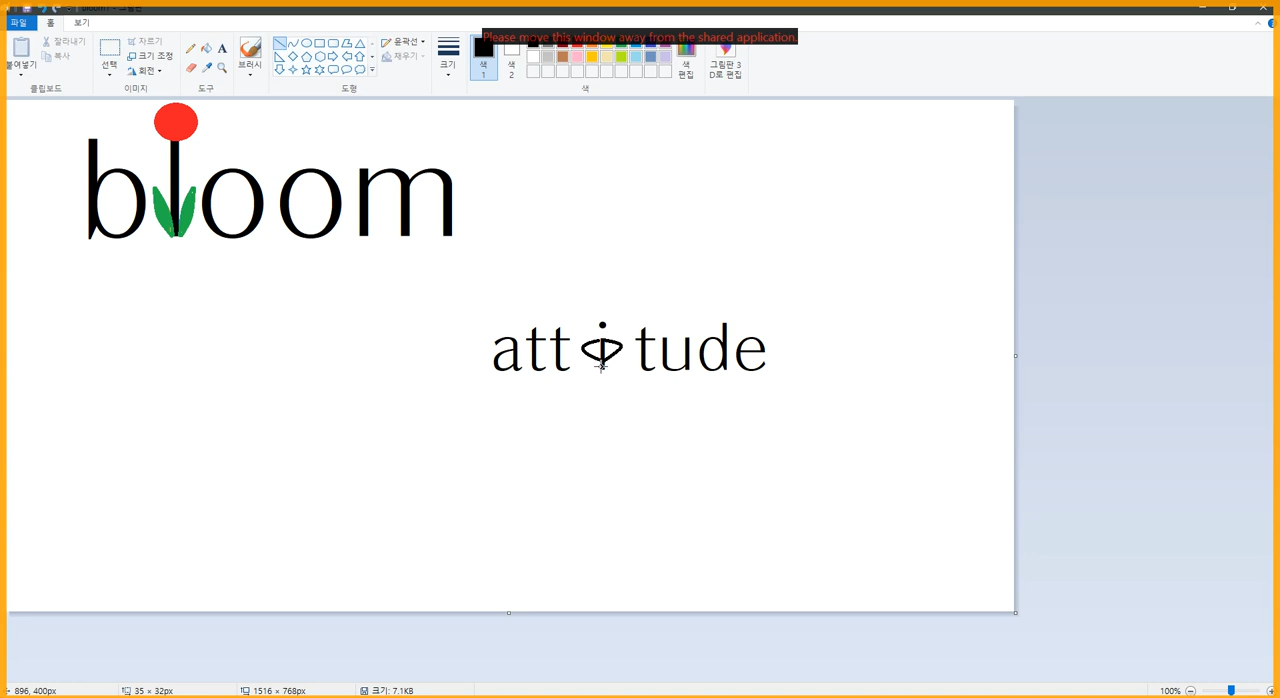 bloom1 - 그림판
파일 홈 보기
붙여넣기 잘라내기 복사 클립보드
선택 자르기 크기 조정 회전 이미지
A 도구
브러시
윤곽선 채우기 도형
크기
색 1 색 2 색 편집 색
그림판 3D로 편집
Please move this window away from the shared application.
bloom
attitude
896, 400px 35 × 32px 1516 × 768px 크기: 7.1KB 100%